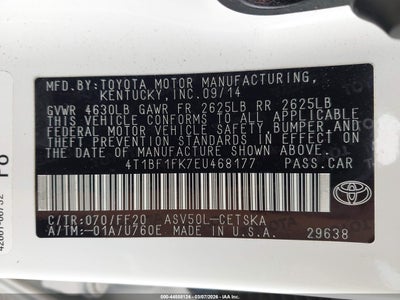 MFD.BY:TOYOTA MOTOR MANUFACTURING,
KENTUCKY,INC.09/14
GVWR 4630LB GAWR FR 2625LB RR 2625LB
THIS VEHICLE CONFORMS TO ALL APPLICABLE
FEDERAL MOTOR VEHICLE SAFETY,BUMPER,AND
THEFT PREVENTION STANDARDS IN EFFECT ON
THE DATE OF MANUFACTURE SHOWN ABOVE.
4T1BF1FK7EU468177 PASS.CAR
C/TR:070/FF20 ASV50L-CETSKA
A/TM:-01A/U760E MADE IN U.S.A.
29638
TOYOTA